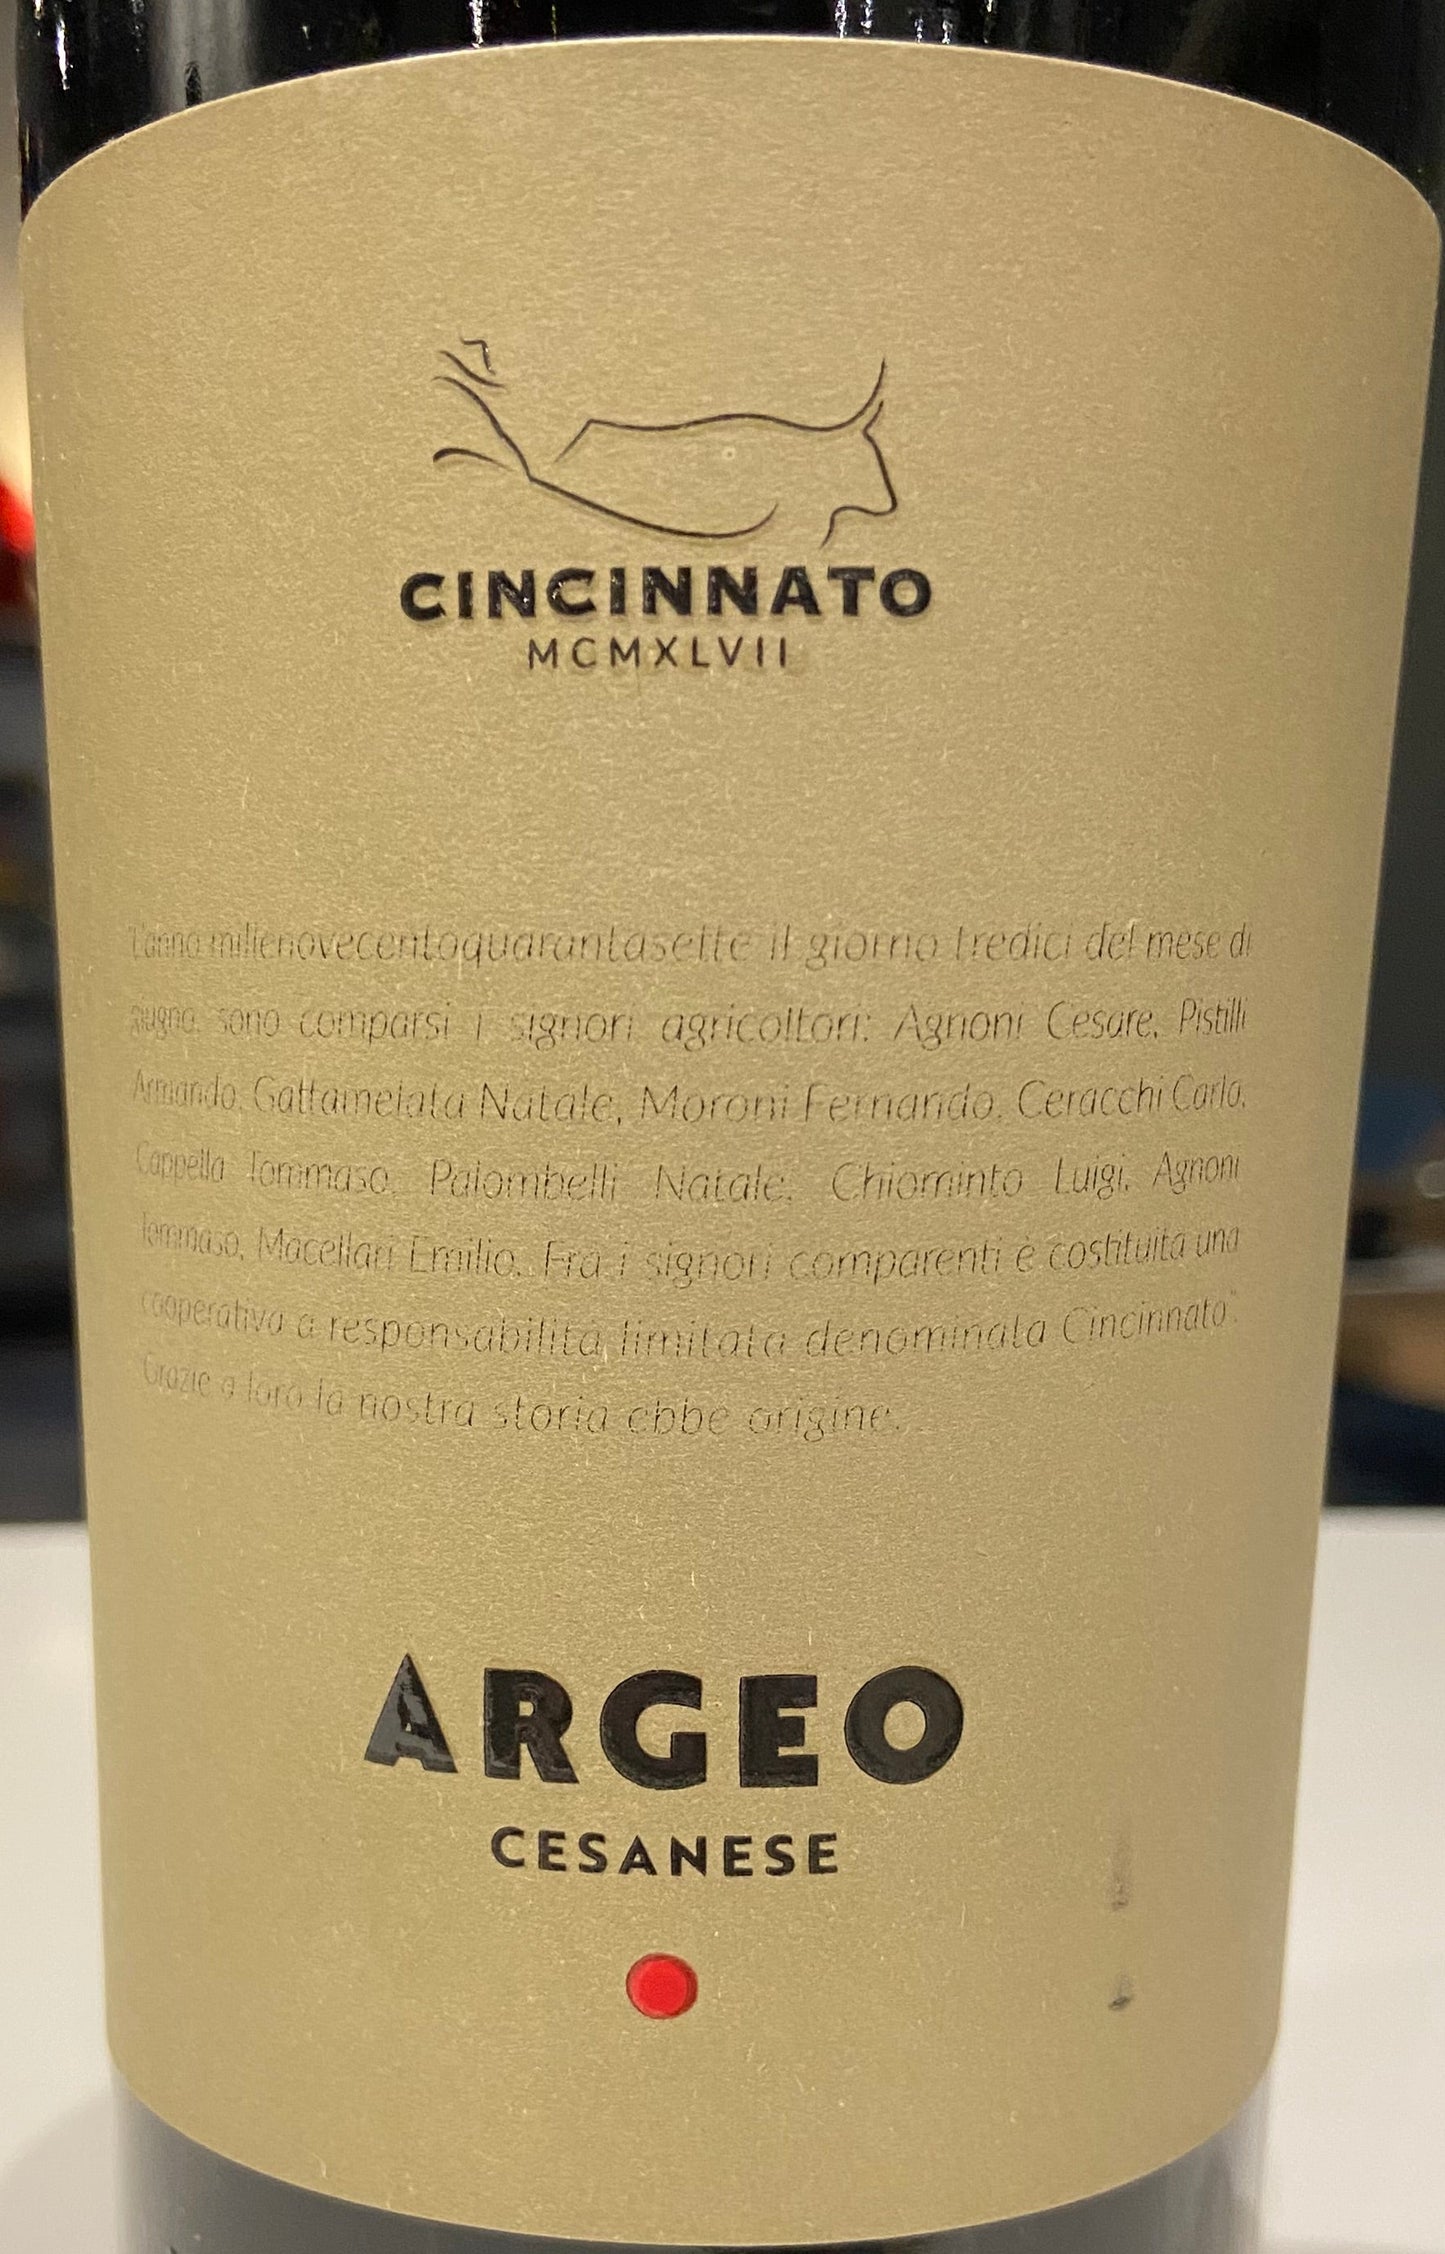 CINCINNATO
MCMXLVII
"L'anno millenovecentoquarantasette il giorno tredici del mese di
giugno, sono comparsi i signori agricoltori: Agnoni Cesare, Pistilli
Armando, Gattamelata Natale, Moroni Fernando, Ceracchi Carlo,
Cappella Tommaso, Palombelli Natale, Chiominto Luigi, Agnoni
Tommaso, Macellari Emilio. Fra i signori comparenti è costituita una
cooperativa a responsabilità limitata denominata Cincinnato".
Grazie a loro la nostra storia ebbe origine.
ARGEO
CESANESE